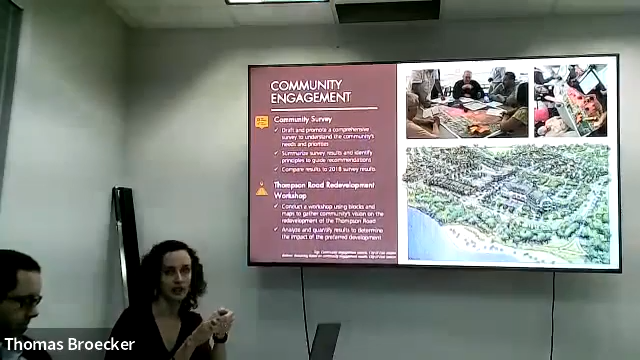 COMMUNITY
ENGAGEMENT
Community Survey
✓ Draft and promote a comprehensive
survey to understand the community's
needs and priorities
✓ Summarize survey results and identify
principles to guide recommendations
✓ Compare results to 2018 survey results
Thompson Road Redevelopment
Workshop
✓ Conduct a workshop using blocks and
maps to gather community's vision on the
redevelopment of the Thompson Road
✓ Analyze and quantify results to determine
the impact of the preferred development
Thomas Broecker